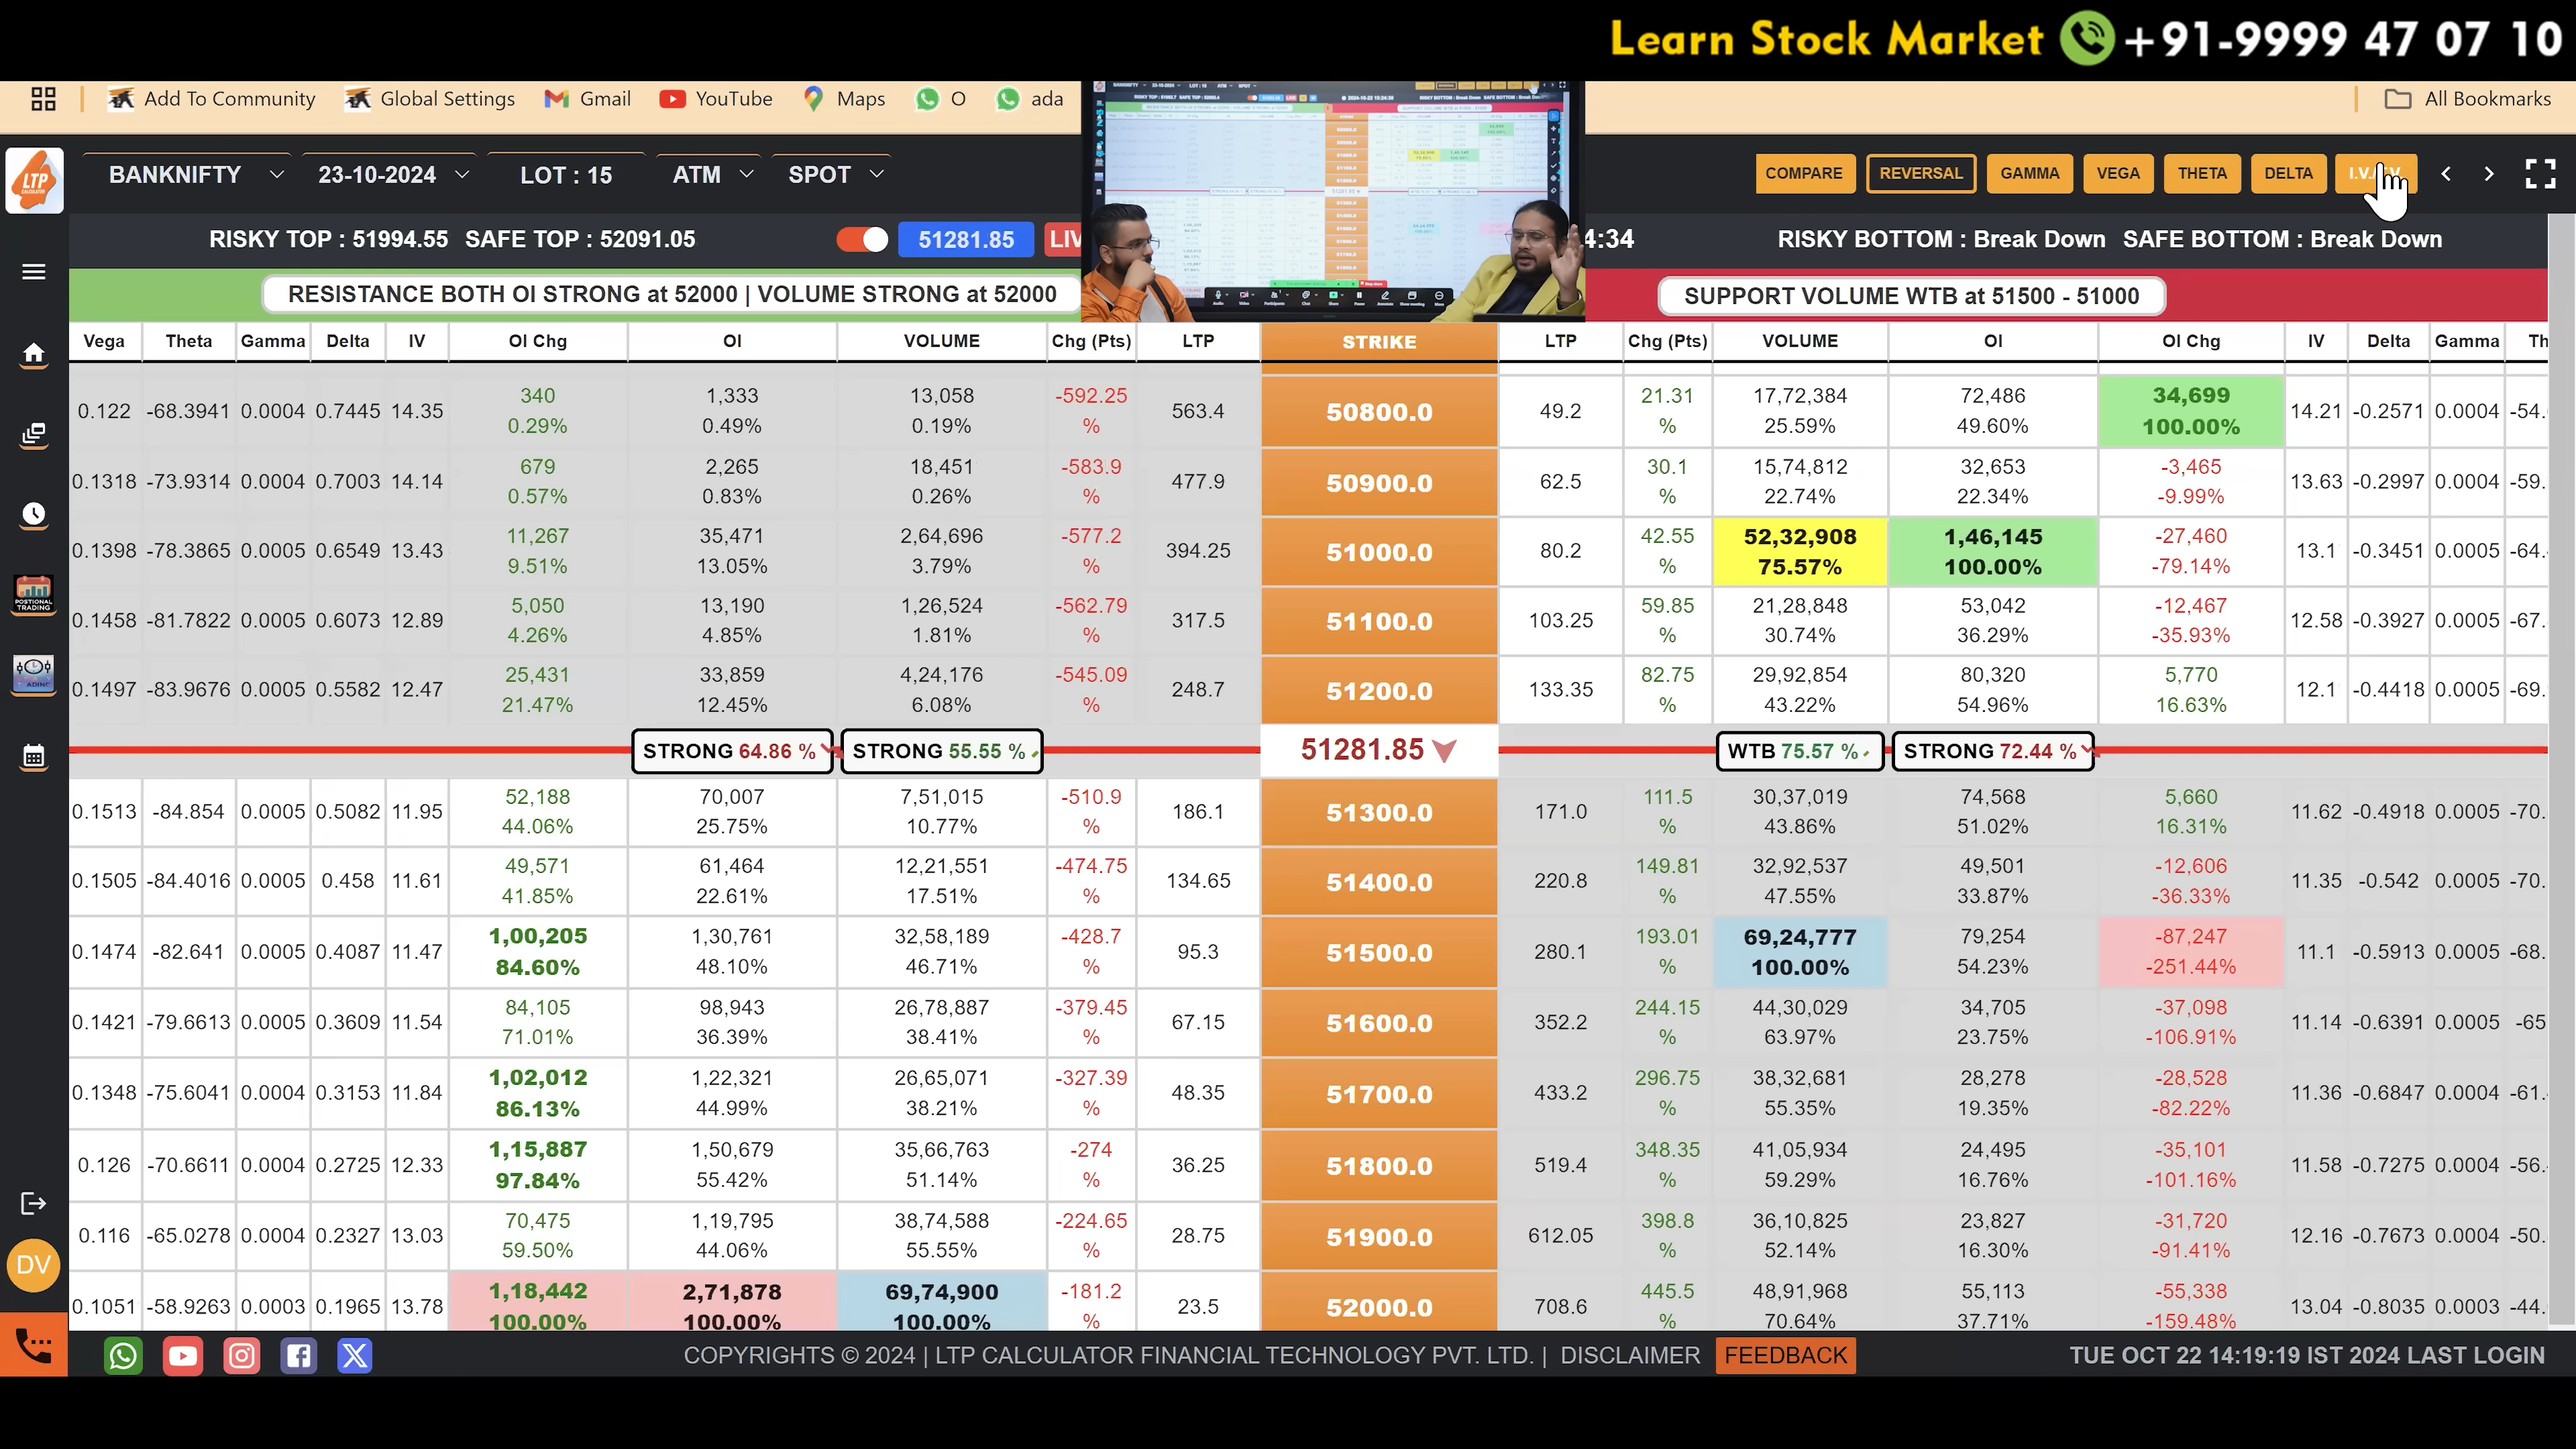 Learn Stock Market +91-9999 47 07 10
Add To Community Global Settings Gmail YouTube Maps O ada All Bookmarks
LTP CALCULATOR BANKNIFTY 23-10-2024 LOT : 15 ATM SPOT COMPARE REVERSAL GAMMA VEGA THETA DELTA
RISKY TOP : 51994.55 SAFE TOP : 52091.05 51281.85 4:34 RISKY BOTTOM : Break Down SAFE BOTTOM : Break Down
RESISTANCE BOTH OI STRONG at 52000 | VOLUME STRONG at 52000 SUPPORT VOLUME WTB at 51500 - 51000
Vega Theta Gamma Delta IV OI Chg OI VOLUME Chg (Pts) LTP STRIKE LTP Chg (Pts) VOLUME OI OI Chg IV Delta Gamma Th
340 1,333 13,058 -592.25 21.31 17,72,384 72,486 34,699
0.122 -68.3941 0.0004 0.7445 14.35 563.4 50800.0 49.2 14.21 -0.2571 0.0004 -54.
0.29% 0.49% 0.19% % % 25.59% 49.60% 100.00%
679 2,265 18,451 -583.9 30.1 15,74,812 32,653 -3,465
0.1318 -73.9314 0.0004 0.7003 14.14 477.9 50900.0 62.5 13.63 -0.2997 0.0004 -59.
0.57% 0.83% 0.26% % % 22.74% 22.34% -9.99%
11,267 35,471 2,64,696 -577.2 42.55 52,32,908 1,46,145 -27,460
0.1398 -78.3865 0.0005 0.6549 13.43 394.25 51000.0 80.2 13.1 -0.3451 0.0005 -64.
9.51% 13.05% 3.79% % % 75.57% 100.00% -79.14%
5,050 13,190 1,26,524 -562.79 59.85 21,28,848 53,042 -12,467
0.1458 -81.7822 0.0005 0.6073 12.89 317.5 51100.0 103.25 12.58 -0.3927 0.0005 -67.
4.26% 4.85% 1.81% % % 30.74% 36.29% -35.93%
25,431 33,859 4,24,176 -545.09 82.75 29,92,854 80,320 5,770
0.1497 -83.9676 0.0005 0.5582 12.47 248.7 51200.0 133.35 12.1 -0.4418 0.0005 -69.
21.47% 12.45% 6.08% % % 43.22% 54.96% 16.63%
STRONG 64.86 % STRONG 55.55 % 51281.85 WTB 75.57 % STRONG 72.44 %
52,188 70,007 7,51,015 -510.9 111.5 30,37,019 74,568 5,660
0.1513 -84.854 0.0005 0.5082 11.95 186.1 51300.0 171.0 11.62 -0.4918 0.0005 -70.
44.06% 25.75% 10.77% % % 43.86% 51.02% 16.31%
49,571 61,464 12,21,551 -474.75 149.81 32,92,537 49,501 -12,606
0.1505 -84.4016 0.0005 0.458 11.61 134.65 51400.0 220.8 11.35 -0.542 0.0005 -70.
41.85% 22.61% 17.51% % % 47.55% 33.87% -36.33%
1,00,205 1,30,761 32,58,189 -428.7 193.01 69,24,777 79,254 -87,247
0.1474 -82.641 0.0005 0.4087 11.47 95.3 51500.0 280.1 11.1 -0.5913 0.0005 -68.
84.60% 48.10% 46.71% % % 100.00% 54.23% -251.44%
84,105 98,943 26,78,887 -379.45 244.15 44,30,029 34,705 -37,098
0.1421 -79.6613 0.0005 0.3609 11.54 67.15 51600.0 352.2 11.14 -0.6391 0.0005 -65
71.01% 36.39% 38.41% % % 63.97% 23.75% -106.91%
1,02,012 1,22,321 26,65,071 -327.39 296.75 38,32,681 28,278 -28,528
0.1348 -75.6041 0.0004 0.3153 11.84 48.35 51700.0 433.2 11.36 -0.6847 0.0004 -61.
86.13% 44.99% 38.21% % % 55.35% 19.35% -82.22%
1,15,887 1,50,679 35,66,763 -274 348.35 41,05,934 24,495 -35,101
0.126 -70.6611 0.0004 0.2725 12.33 36.25 51800.0 519.4 11.58 -0.7275 0.0004 -56.
97.84% 55.42% 51.14% % % 59.29% 16.76% -101.16%
70,475 1,19,795 38,74,588 -224.65 398.8 36,10,825 23,827 -31,720
0.116 -65.0278 0.0004 0.2327 13.03 28.75 51900.0 612.05 12.16 -0.7673 0.0004 -50.
59.50% 44.06% 55.55% % % 52.14% 16.30% -91.41%
1,18,442 2,71,878 69,74,900 -181.2 445.5 48,91,968 55,113 -55,338
0.1051 -58.9263 0.0003 0.1965 13.78 23.5 52000.0 708.6 13.04 -0.8035 0.0003 -44.
100.00% 100.00% 100.00% % % 70.64% 37.71% -159.48%
POSTIONAL TRADING
DV
COPYRIGHTS © 2024 | LTP CALCULATOR FINANCIAL TECHNOLOGY PVT. LTD. | DISCLAIMER FEEDBACK TUE OCT 22 14:19:19 IST 2024 LAST LOGIN